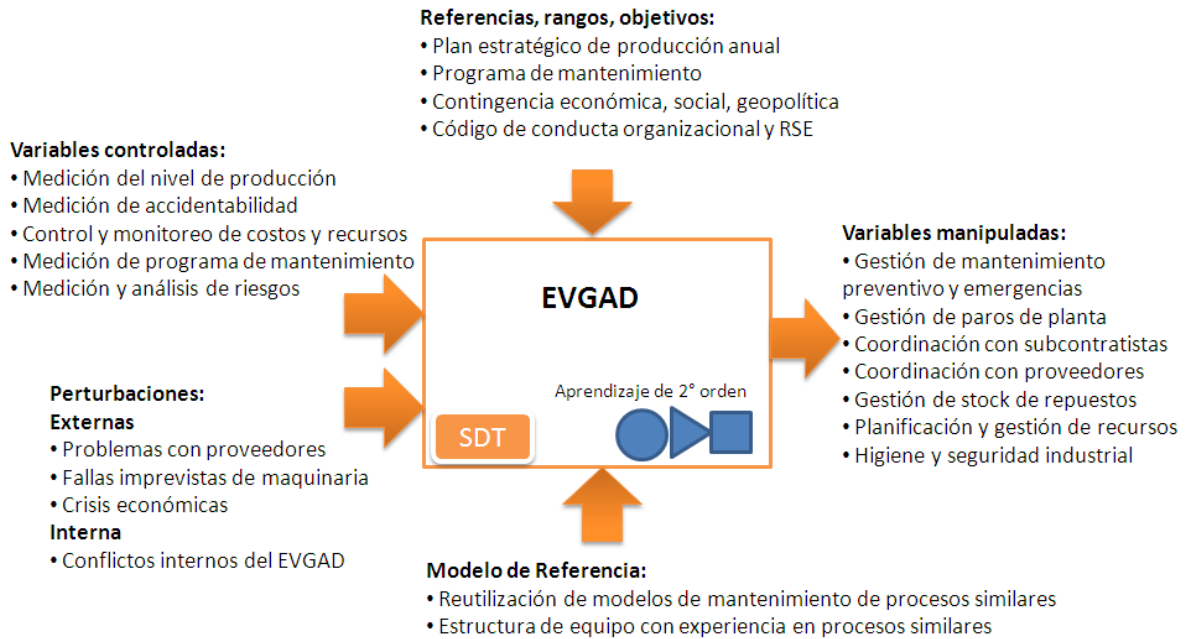 Referencias, rangos, objetivos:
• Plan estratégico de producción anual
• Programa de mantenimiento
• Contingencia económica, social, geopolítica
• Código de conducta organizacional y RSE
Variables controladas:
• Medición del nivel de producción
• Medición de accidentabilidad
• Control y monitoreo de costos y recursos
• Medición de programa de mantenimiento
• Medición y análisis de riesgos
Perturbaciones:
Externas
• Problemas con proveedores
• Fallas imprevistas de maquinaria
• Crisis económicas
Interna
• Conflictos internos del EVGAD
EVGAD
Aprendizaje de 2° orden
SDT
Variables manipuladas:
• Gestión de mantenimiento
preventivo y emergencias
• Gestión de paros de planta
• Coordinación con subcontratistas
• Coordinación con proveedores
• Gestión de stock de repuestos
• Planificación y gestión de recursos
• Higiene y seguridad industrial
Modelo de Referencia:
• Reutilización de modelos de mantenimiento de procesos similares
• Estructura de equipo con experiencia en procesos similares